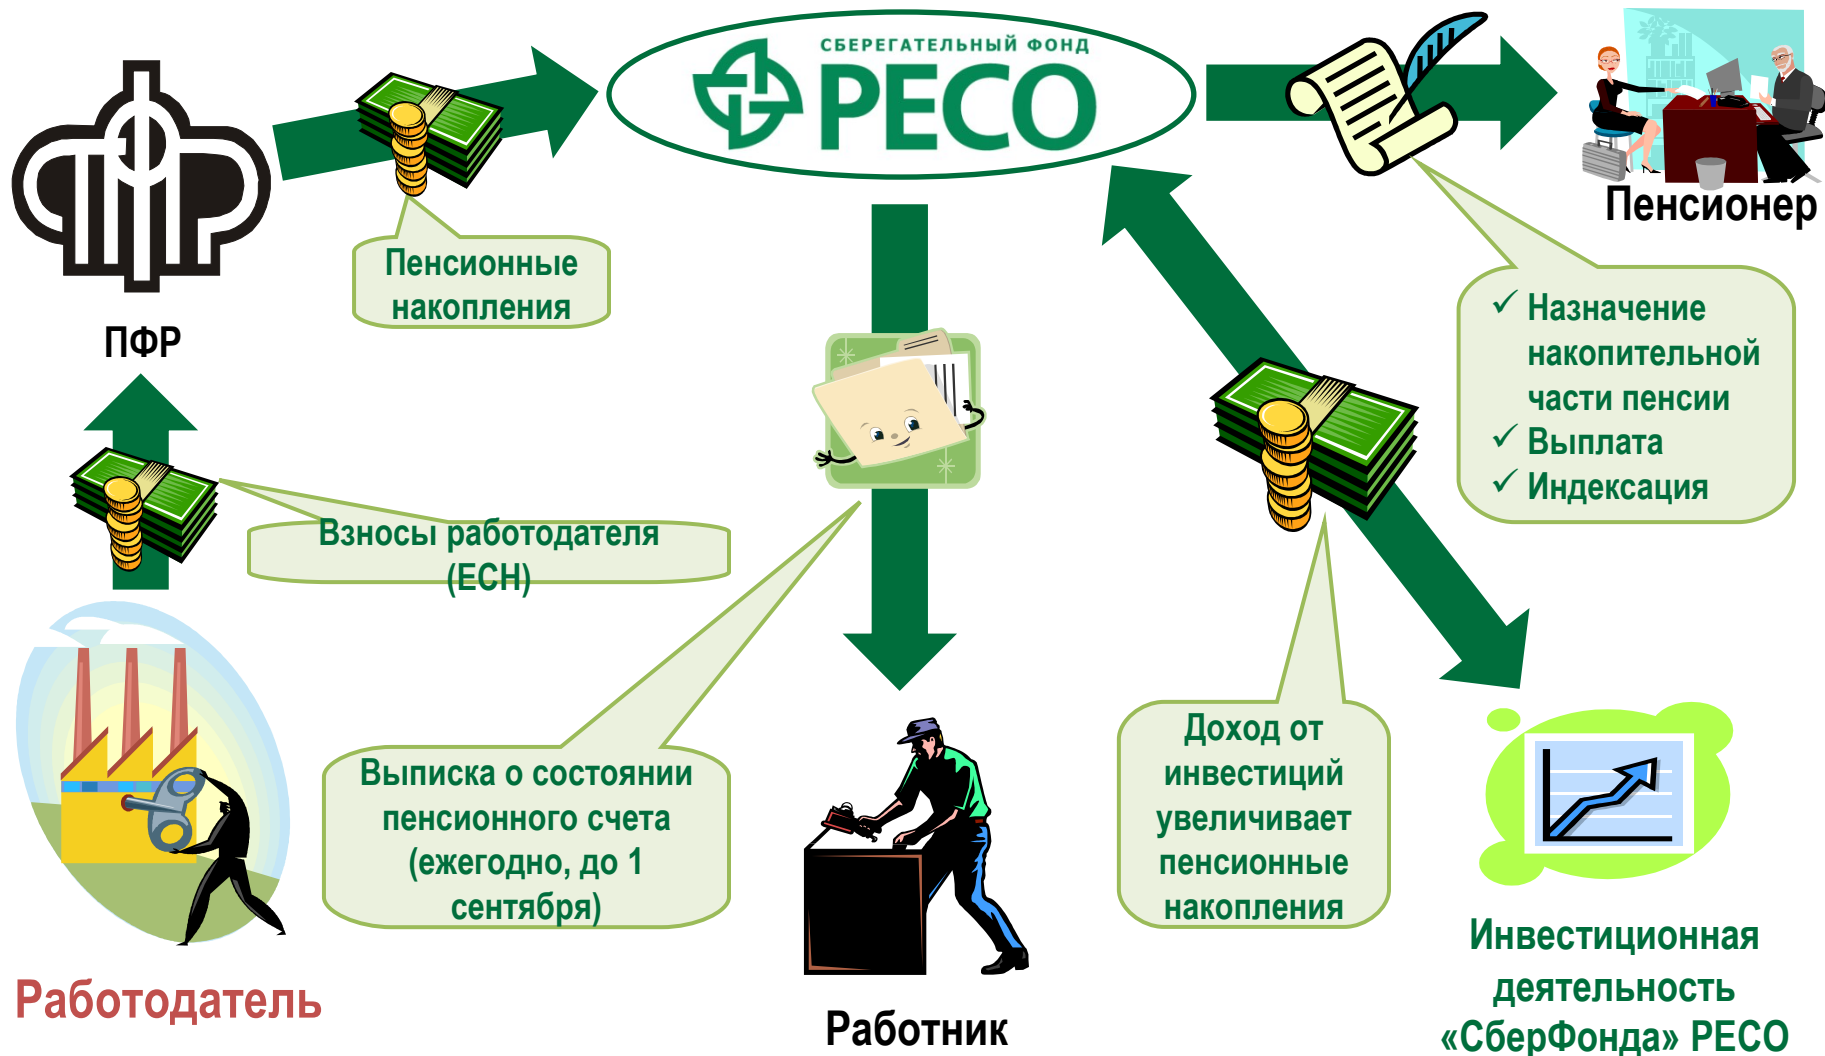 СБЕРЕГАТЕЛЬНЫЙ ФОНД
РЕСО
Пенсионер
Пенсионные
накопления
ПФР
✓ Назначение
накопительной
части пенсии
✓ Выплата
✓ Индексация
Взносы работодателя
(ЕСН)
Выписка о состоянии
пенсионного счета
(ежегодно, до 1
сентября)
Доход от
инвестиций
увеличивает
пенсионные
накопления
Работодатель
Работник
Инвестиционная
деятельность
«СберФонда» РЕСО